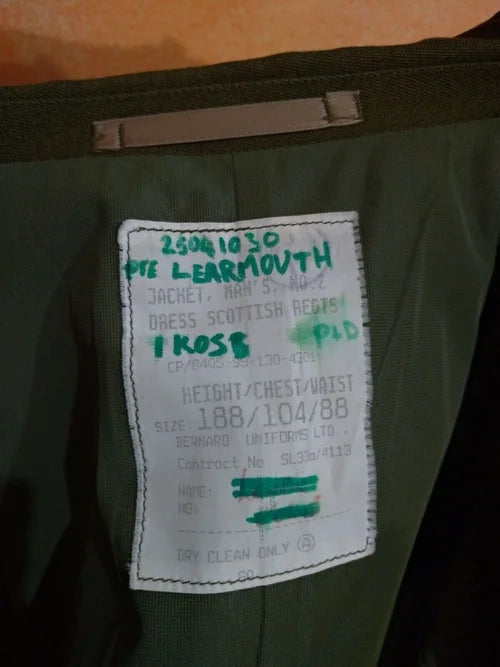 25041030
PTE LEARMOUTH
JACKET, MAN'S, NO.2
DRESS SCOTTISH REGTS
1 KOSB PLD
CP/8405-99-130-4301
HEIGHT/CHEST/WAIST
SIZE: 188/104/88
BERNARD UNIFORMS LTD.,
Contract No. SL33a/4113
NAME:
NO:
DRY CLEAN ONLY A